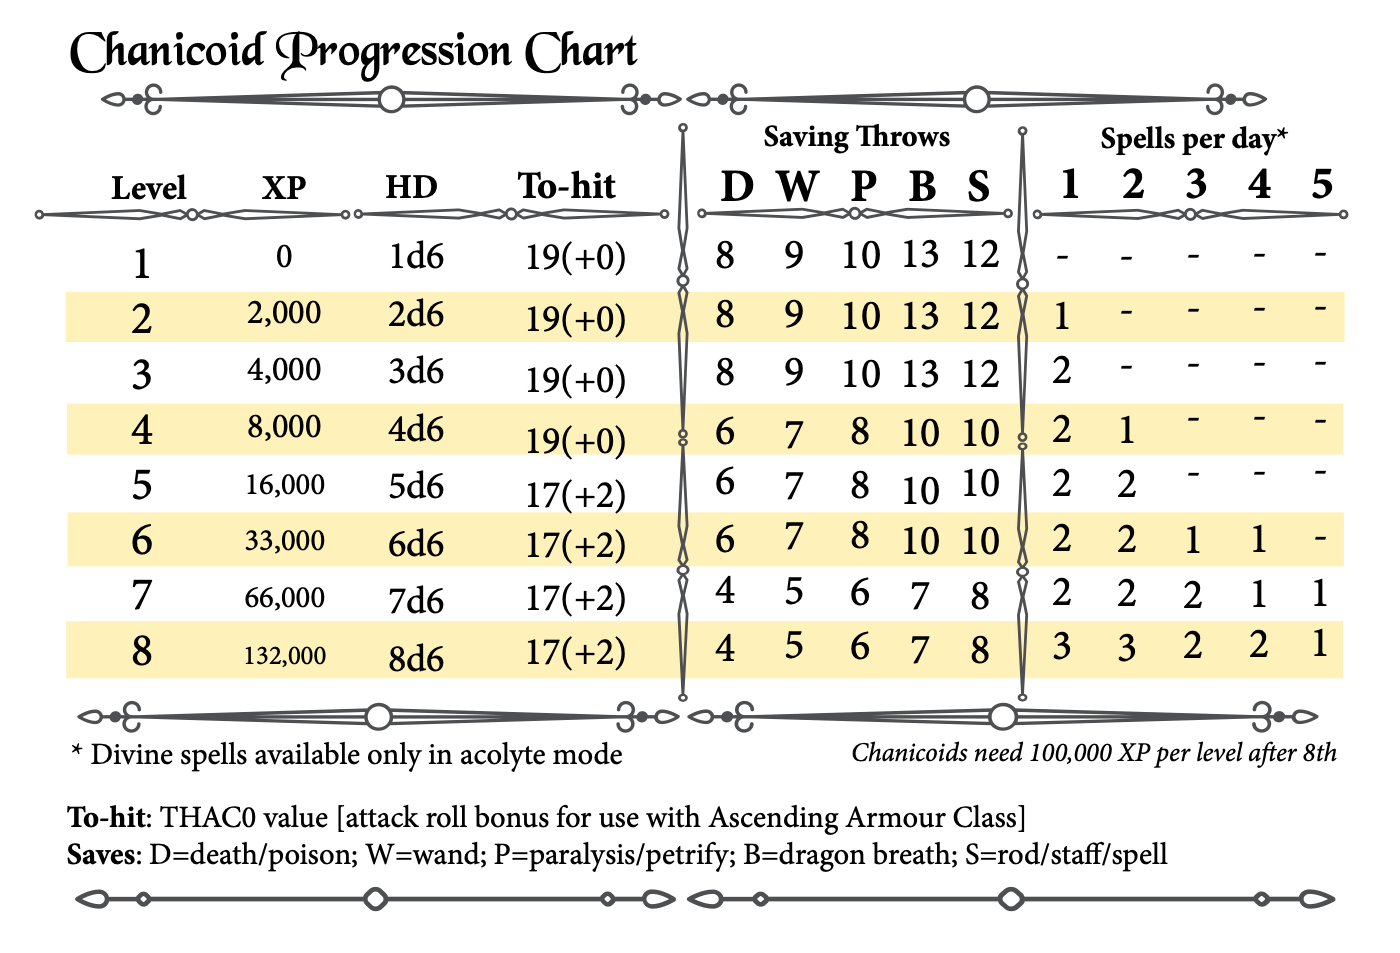 Chanicoid Progression Chart
Saving Throws Spells per day*
Level XP HD To-hit D W P B S 1 2 3 4 5
1 0 1d6 19(+0) 8 9 10 13 12 - - - - -
2 2,000 2d6 19(+0) 8 9 10 13 12 1 - - - -
3 4,000 3d6 19(+0) 8 9 10 13 12 2 - - - -
4 8,000 4d6 19(+0) 6 7 8 10 10 2 1 - - -
5 16,000 5d6 17(+2) 6 7 8 10 10 2 2 - - -
6 33,000 6d6 17(+2) 6 7 8 10 10 2 2 1 1 -
7 66,000 7d6 17(+2) 4 5 6 7 8 2 2 2 1 1
8 132,000 8d6 17(+2) 4 5 6 7 8 3 3 2 2 1
* Divine spells available only in acolyte mode Chanicoids need 100,000 XP per level after 8th
To-hit: THAC0 value [attack roll bonus for use with Ascending Armour Class]
Saves: D=death/poison; W=wand; P=paralysis/petrify; B=dragon breath; S=rod/staff/spell